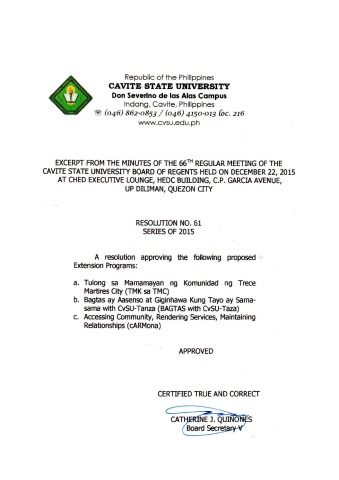 Republic of the Philippines
CAVITE STATE UNIVERSITY
Don Severino de las Alas Campus
Indang, Cavite, Philippines
☏ (046) 862-0853 / (046) 4150-013 loc. 216
www.cvsu.edu.ph
EXCERPT FROM THE MINUTES OF THE 66TH REGULAR MEETING OF THE
CAVITE STATE UNIVERSITY BOARD OF REGENTS HELD ON DECEMBER 22, 2015
AT CHED EXECUTIVE LOUNGE, HEDC BUILDING, C.P. GARCIA AVENUE,
UP DILIMAN, QUEZON CITY
RESOLUTION NO. 61
SERIES OF 2015
A resolution approving the following proposed
Extension Programs:
a. Tulong sa Mamamayan ng Komunidad ng Trece
Martires City (TMK sa TMC)
b. Bagtas ay Aasenso at Giginhawa Kung Tayo ay Sama-
sama with CvSU-Tanza (BAGTAS with CvSU-Taza)
c. Accessing Community, Rendering Services, Maintaining
Relationships (cARMona)
APPROVED
CERTIFIED TRUE AND CORRECT
CATHERINE J. QUINONES
Board Secretary V